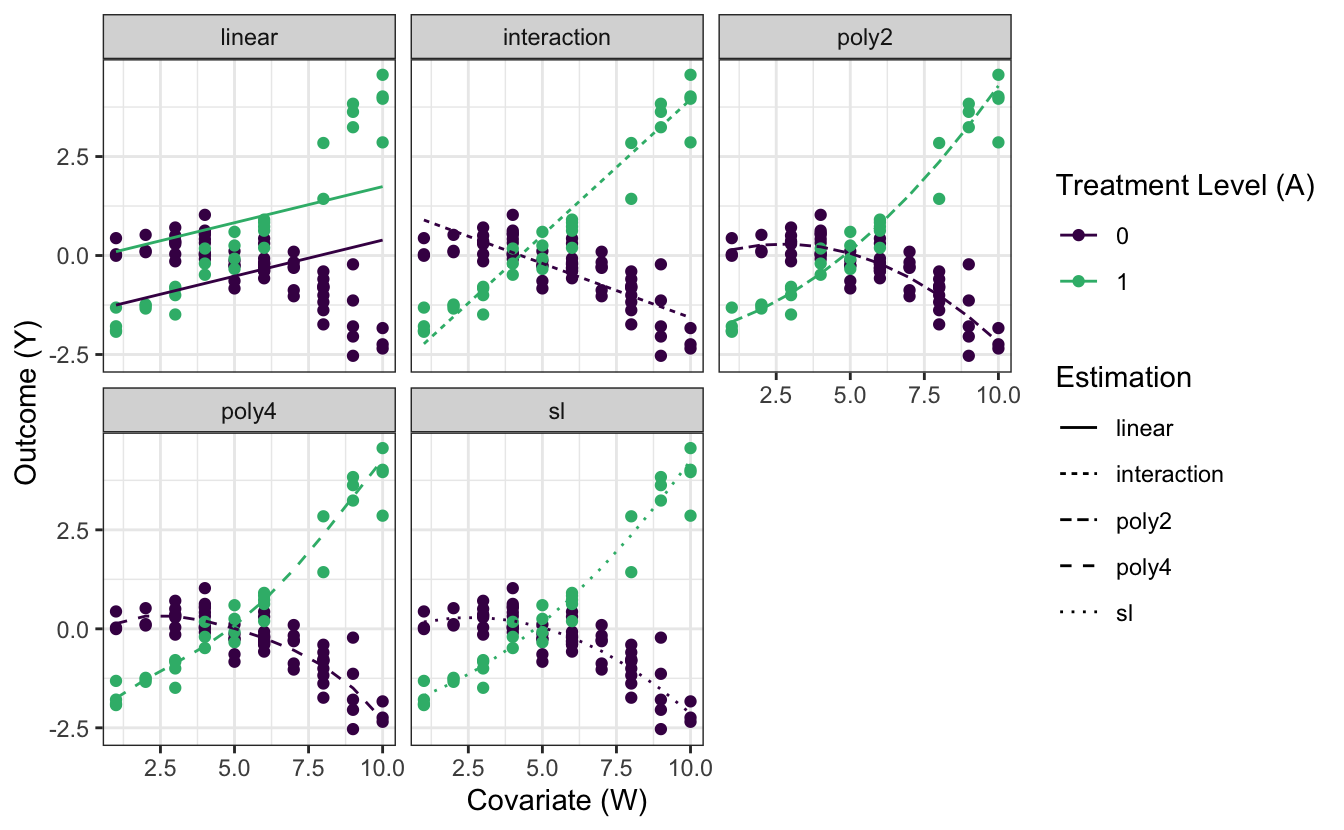 linear
interaction
poly2
2.5
0.0
-2.5
2.5
5.0
7.5
10.0
poly4
sl
2.5
0.0
-2.5
2.5
5.0
7.5
10.0
2.5
5.0
7.5
10.0
Outcome (Y)
Covariate (W)
Treatment Level (A)
0
1
Estimation
linear
interaction
poly2
poly4
sl